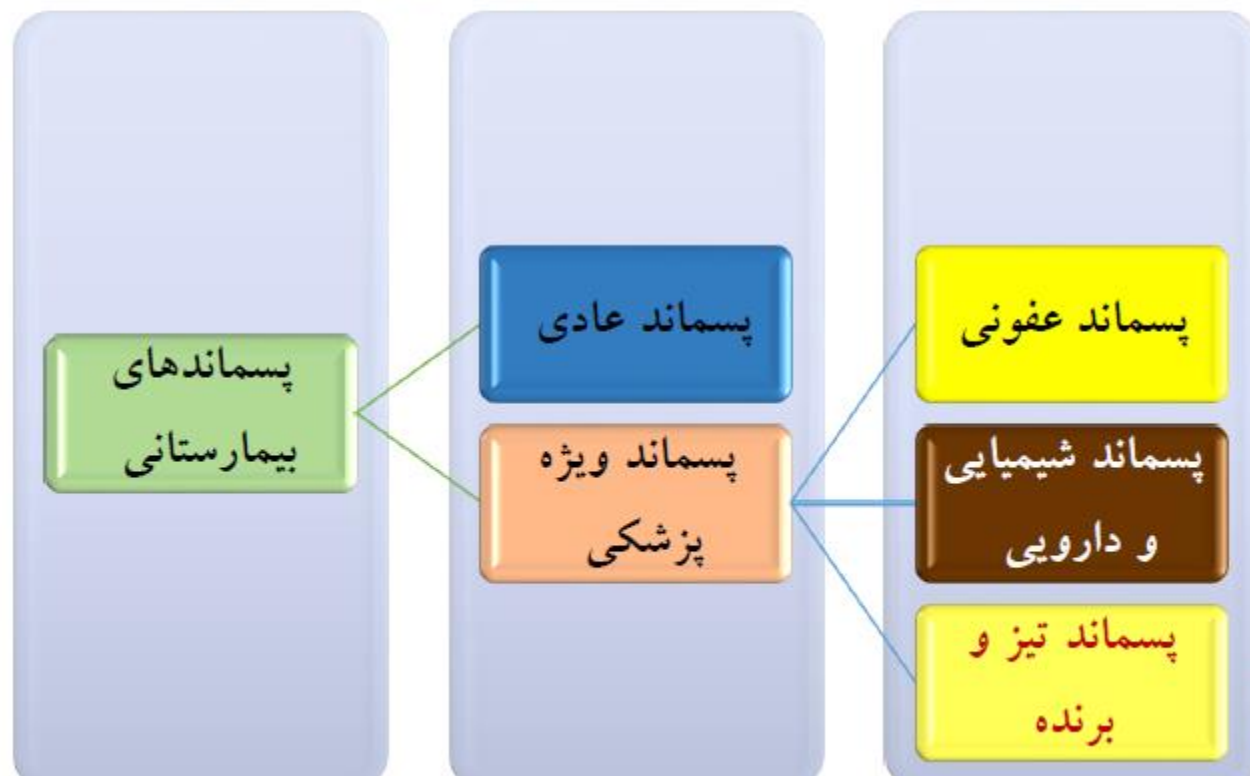 پسماندهای
بیمارستانی
پسماند عادی
پسماند ویژه
پزشکی
پسماند عفونی
پسماند شیمیایی
و دارویی
پسماند تیز و
برنده